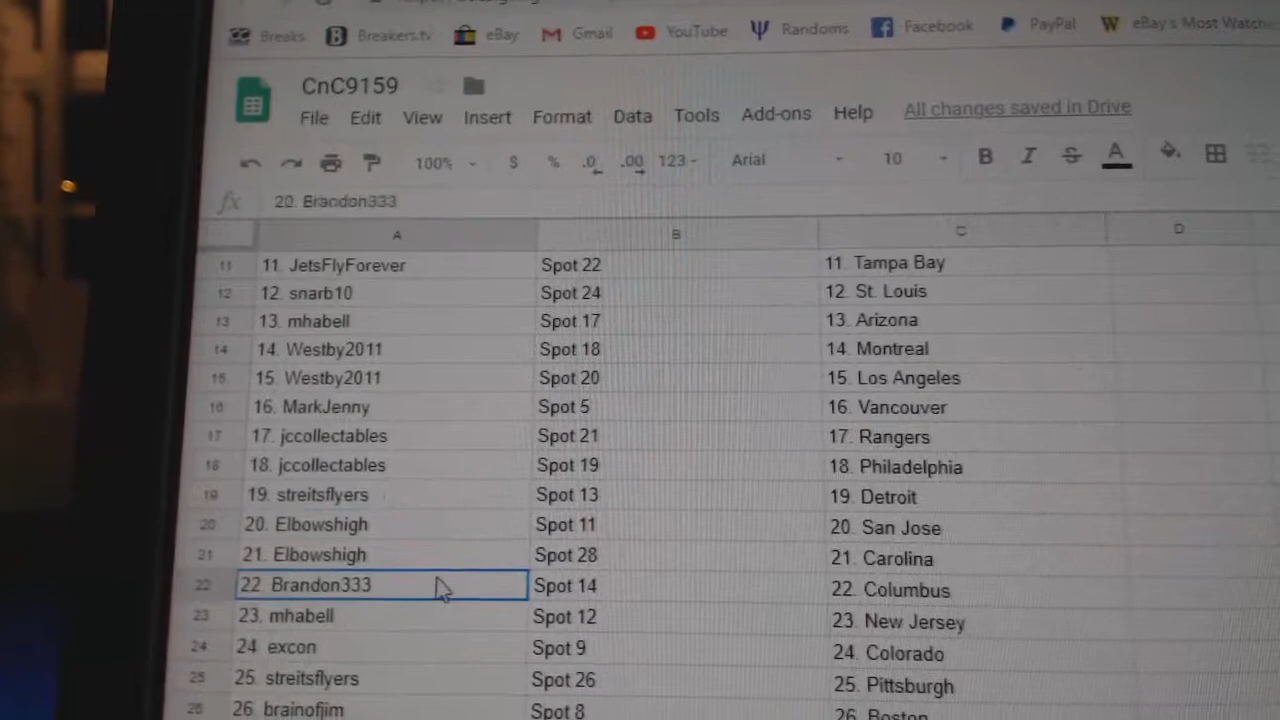 Breaks Breakers.tv eBay Gmail YouTube Randoms Facebook PayPal eBay's Most Watche
CnC9159
File Edit View Insert Format Data Tools Add-ons Help All changes saved in Drive
100% $ % .0 .00 123 Arial 10 B I S A
fx 20. Brandon333
A B C D
11 11. JetsFlyForever Spot 22 11. Tampa Bay
12 12. snarb10 Spot 24 12. St. Louis
13 13. mhabell Spot 17 13. Arizona
14 14. Westby2011 Spot 18 14. Montreal
15 15. Westby2011 Spot 20 15. Los Angeles
16 16. MarkJenny Spot 5 16. Vancouver
17 17. jccollectables Spot 21 17. Rangers
18 18. jccollectables Spot 19 18. Philadelphia
19 19. streitsflyers Spot 13 19. Detroit
20 20. Elbowshigh Spot 11 20. San Jose
21 21. Elbowshigh Spot 28 21. Carolina
22 22. Brandon333 Spot 14 22. Columbus
23 23. mhabell Spot 12 23. New Jersey
24 24. excon Spot 9 24. Colorado
25 25. streitsflyers Spot 26 25. Pittsburgh
26 26. brainofjim Spot 8 26. Boston